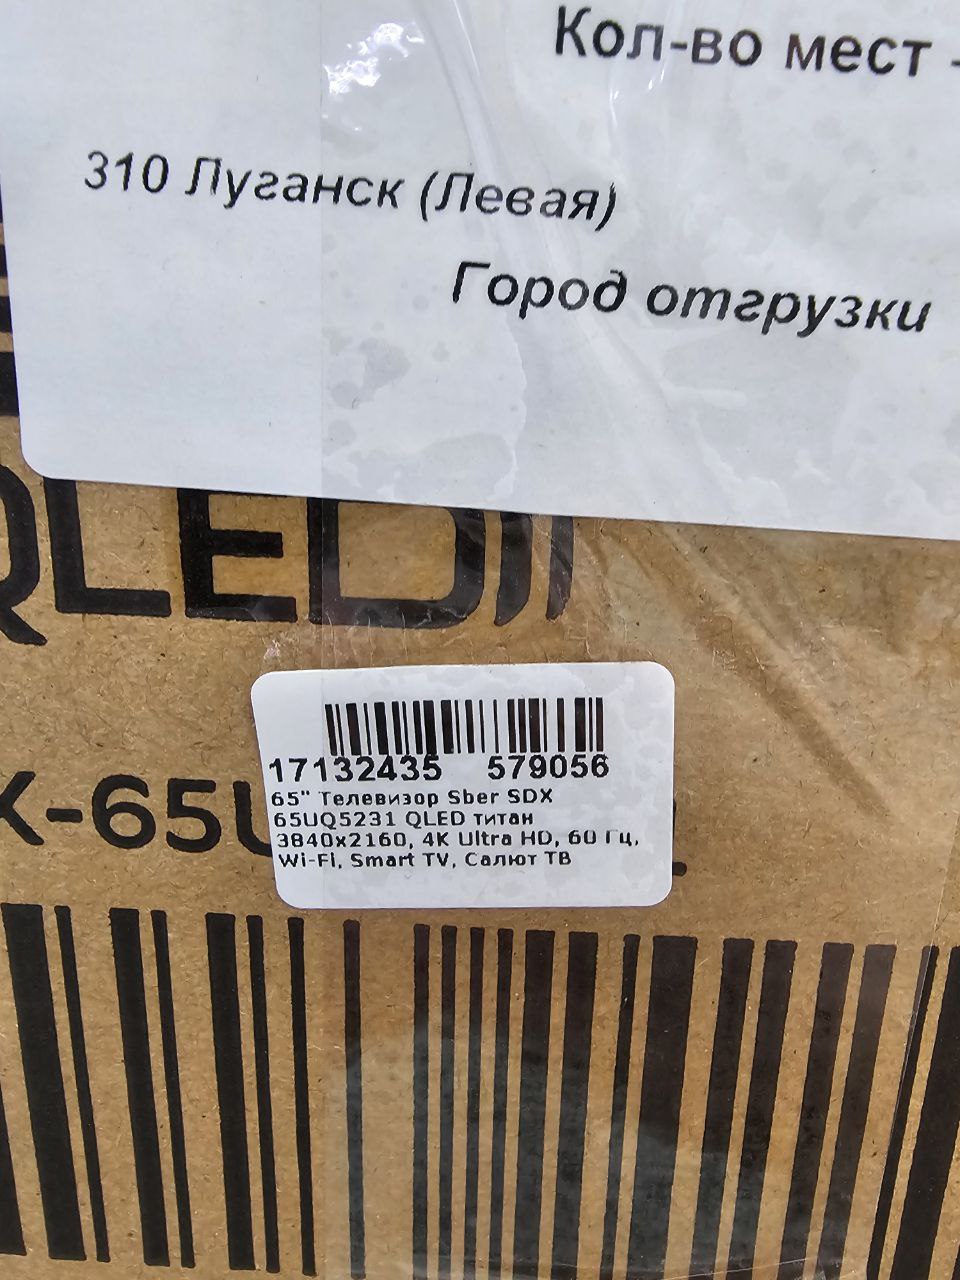 Кол-во мест -
310 Луганск (Левая)
Город отгрузки
QLED
17132435 579056
65" Телевизор Sber SDX
65UQ5231 QLED титан
3840x2160, 4K Ultra HD, 60 Гц,
Wi-Fi, Smart TV, Салют ТВ
X-65U